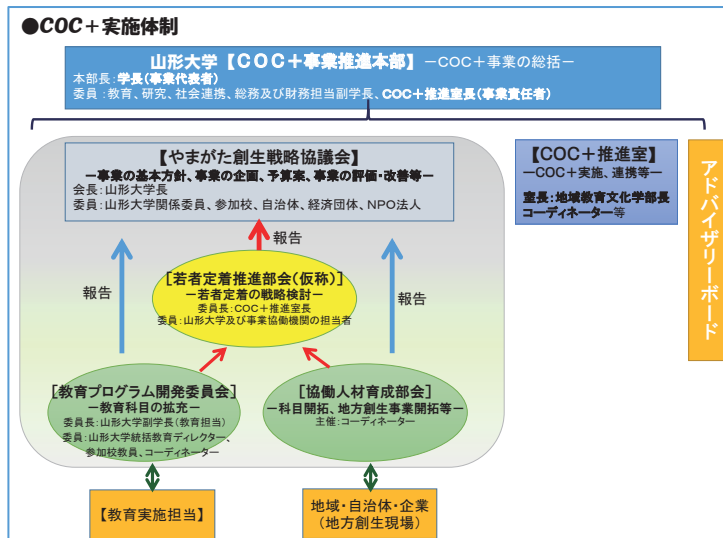 ●COC＋実施体制
山形大学【COC＋事業推進本部】－COC＋事業の総括－
本部長：学長（事業代表者）
委員：教育、研究、社会連携、総務及び財務担当副学長、COC＋推進室長（事業責任者）
【やまがた創生戦略協議会】
－事業の基本方針、事業の企画、予算案、事業の評価・改善等－
会長：山形大学長
委員：山形大学関係委員、参加校、自治体、経済団体、NPO法人
【COC＋推進室】
－COC＋実施、連携等－
室長：地域教育文化学部長
コーディネーター等
アドバイザリーボード
報告
報告
報告
［若者定着推進部会（仮称）］
－若者定着の戦略検討－
委員長：COC＋推進室長
委員：山形大学及び事業協働機関の担当者
［教育プログラム開発委員会］
－教育科目の拡充－
委員長：山形大学副学長（教育担当）
委員：山形大学統括教育ディレクター、
参加校教員、コーディネーター
［協働人材育成部会］
－科目開拓、地方創生事業開拓等－
主催：コーディネーター
【教育実施担当】
地域・自治体・企業
（地方創生現場）